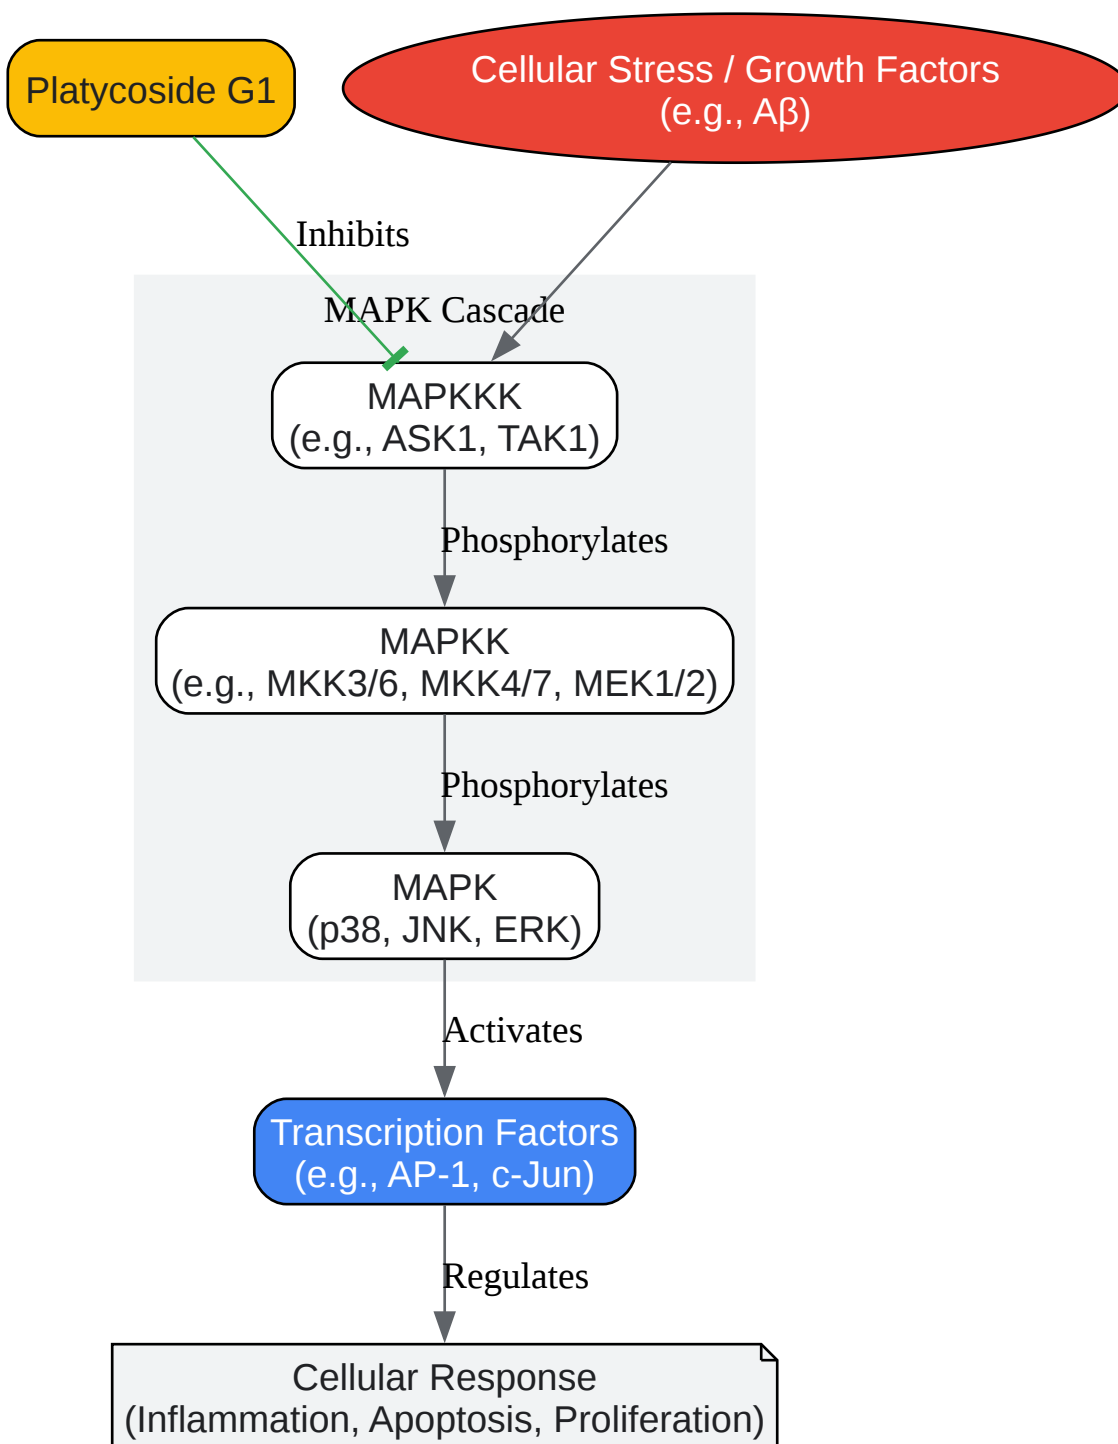 Platycoside G1
Cellular Stress / Growth Factors
(e.g., Aβ)
Inhibits
MAPK Cascade
MAPKKK
(e.g., ASK1, TAK1)
Phosphorylates
MAPKK
(e.g., MKK3/6, MKK4/7, MEK1/2)
Phosphorylates
MAPK
(p38, JNK, ERK)
Activates
Transcription Factors
(e.g., AP-1, c-Jun)
Regulates
Cellular Response
(Inflammation, Apoptosis, Proliferation)